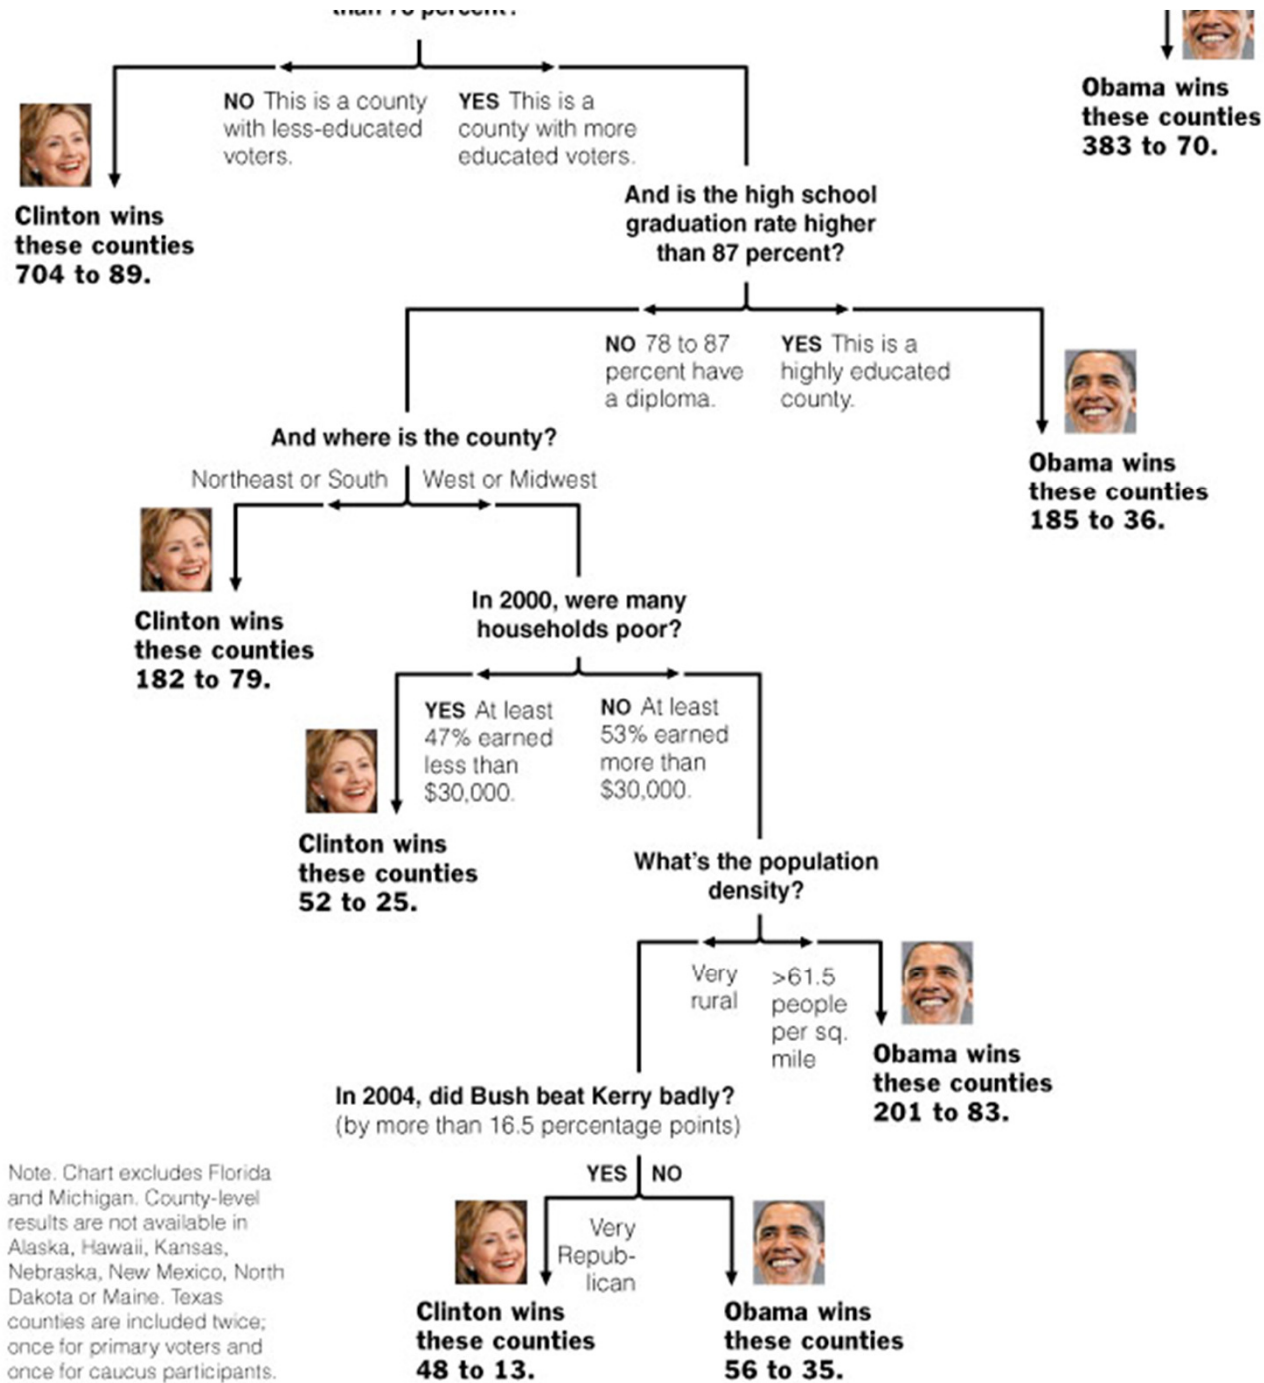 than 78 percent?
Obama wins
these counties
383 to 70.
NO This is a county
with less-educated
voters.
YES This is a
county with more
educated voters.
Clinton wins
these counties
704 to 89.
And is the high school
graduation rate higher
than 87 percent?
NO 78 to 87
percent have
a diploma.
YES This is a
highly educated
county.
Obama wins
these counties
185 to 36.
And where is the county?
Northeast or South
West or Midwest
Clinton wins
these counties
182 to 79.
In 2000, were many
households poor?
YES At least
47% earned
less than
$30,000.
NO At least
53% earned
more than
$30,000.
Clinton wins
these counties
52 to 25.
What's the population
density?
Very
rural
>61.5
people
per sq.
mile
Obama wins
these counties
201 to 83.
In 2004, did Bush beat Kerry badly?
(by more than 16.5 percentage points)
YES
NO
Very
Repub-
lican
Clinton wins
these counties
48 to 13.
Obama wins
these counties
56 to 35.
Note. Chart excludes Florida
and Michigan. County-level
results are not available in
Alaska, Hawaii, Kansas,
Nebraska, New Mexico, North
Dakota or Maine. Texas
counties are included twice;
once for primary voters and
once for caucus participants.